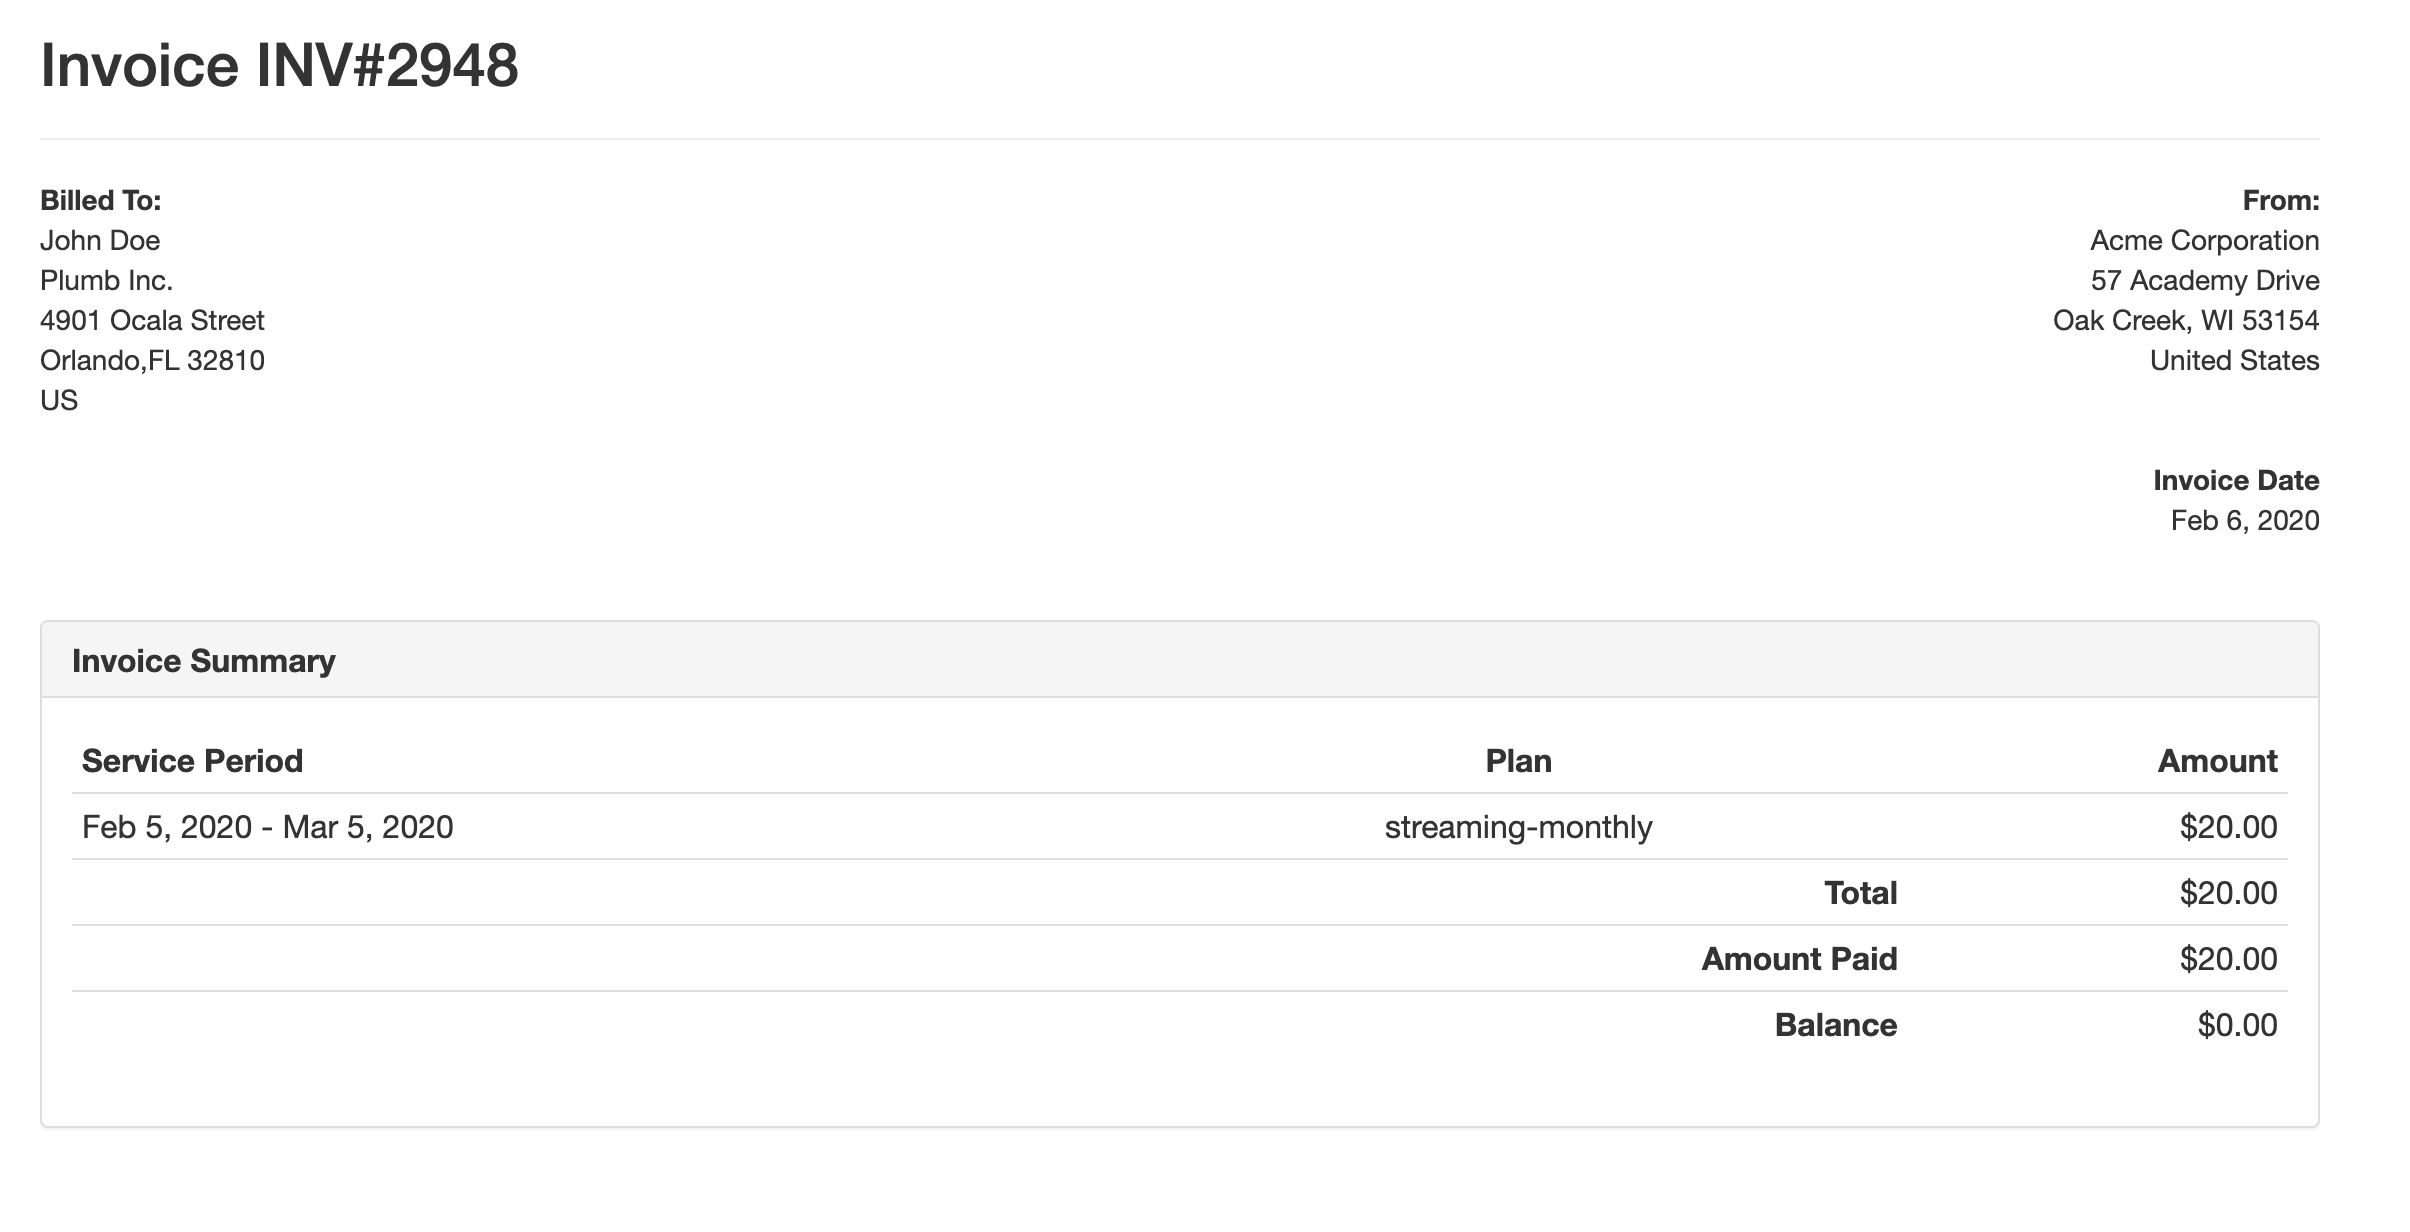 Invoice INV#2948
Billed To:
John Doe
Plumb Inc.
4901 Ocala Street
Orlando,FL 32810
US
From:
Acme Corporation
57 Academy Drive
Oak Creek, WI 53154
United States
Invoice Date
Feb 6, 2020
Invoice Summary
Service Period Plan Amount
Feb 5, 2020 - Mar 5, 2020 streaming-monthly $20.00
Total $20.00
Amount Paid $20.00
Balance $0.00